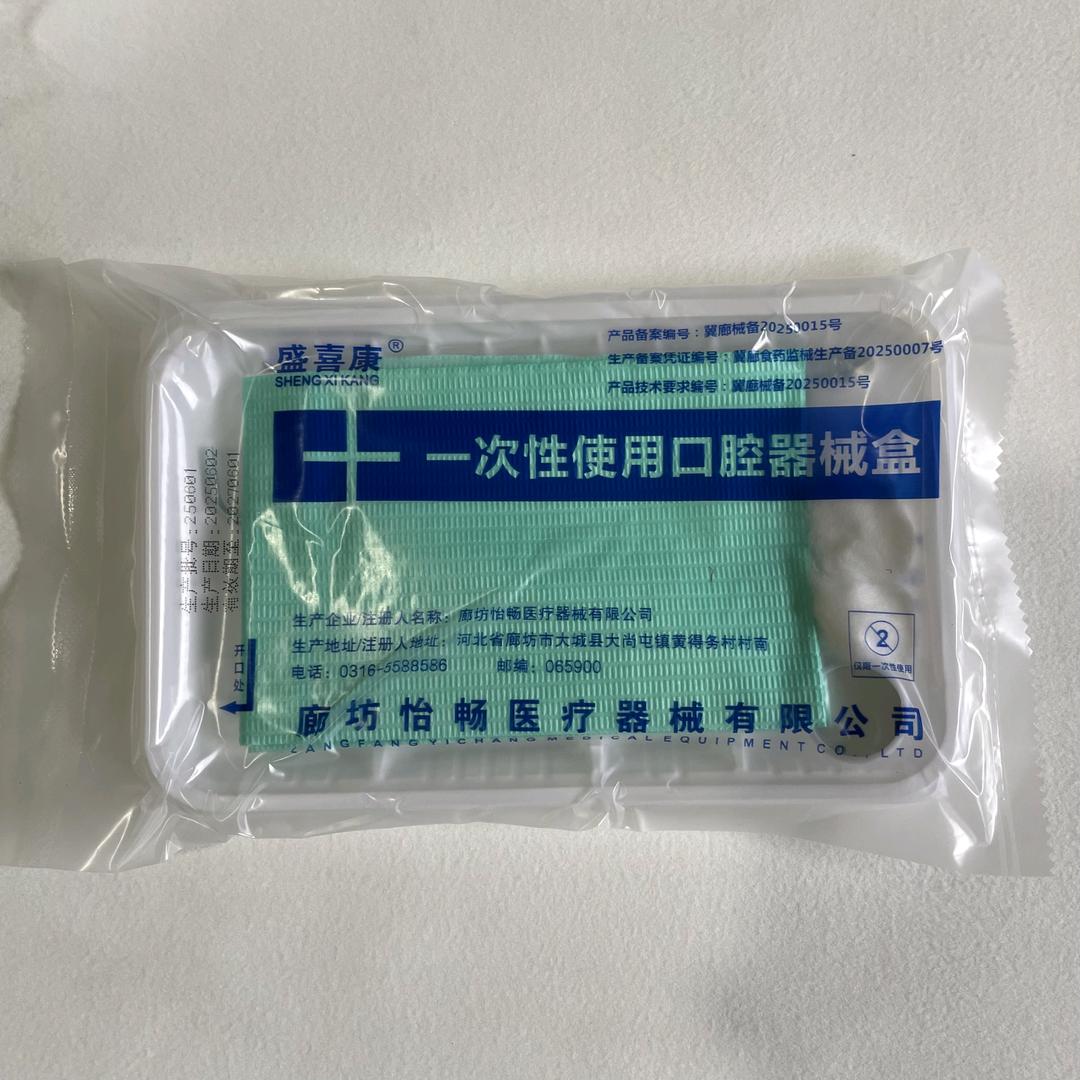 盛喜康®
SHENG XI KANG
产品备案编号：冀廊械备20250015号
生产备案凭证编号：冀廊食药监械生产备20250007号
产品技术要求编号：冀廊械备20250015号
一次性使用口腔器械盒
生产批号：250601
生产日期：20250602
有效期至：20270601
开口处
生产企业/注册人名称：廊坊怡畅医疗器械有限公司
生产地址/注册人地址：河北省廊坊市大城县大尚屯镇黄得务村村南
电话：0316-5588586 邮编：065900
2
仅限一次性使用
廊坊怡畅医疗器械有限公司
LANGFANGYICHANG MEDICALEQUIPMENT CO.,LTD